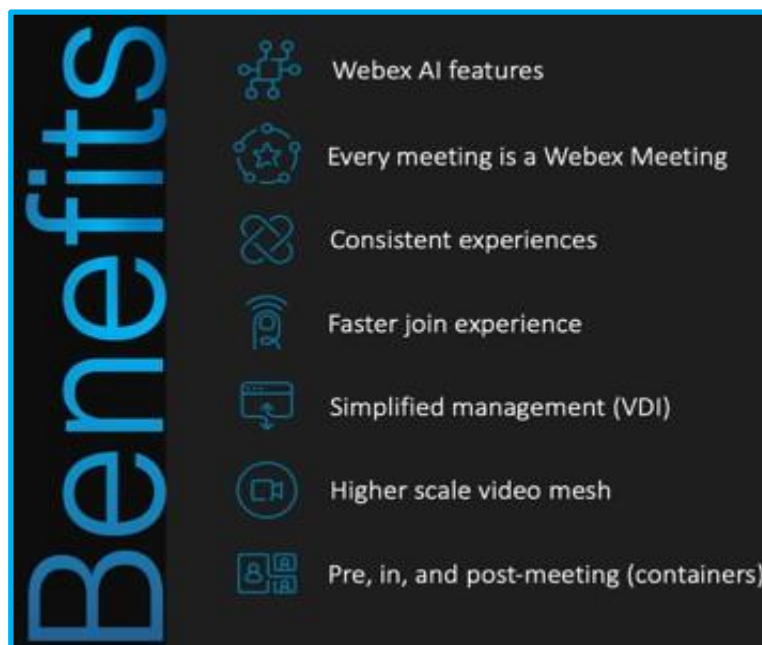 Benefits
Webex AI features
Every meeting is a Webex Meeting
Consistent experiences
Faster join experience
Simplified management (VDI)
Higher scale video mesh
Pre, in, and post-meeting (containers)